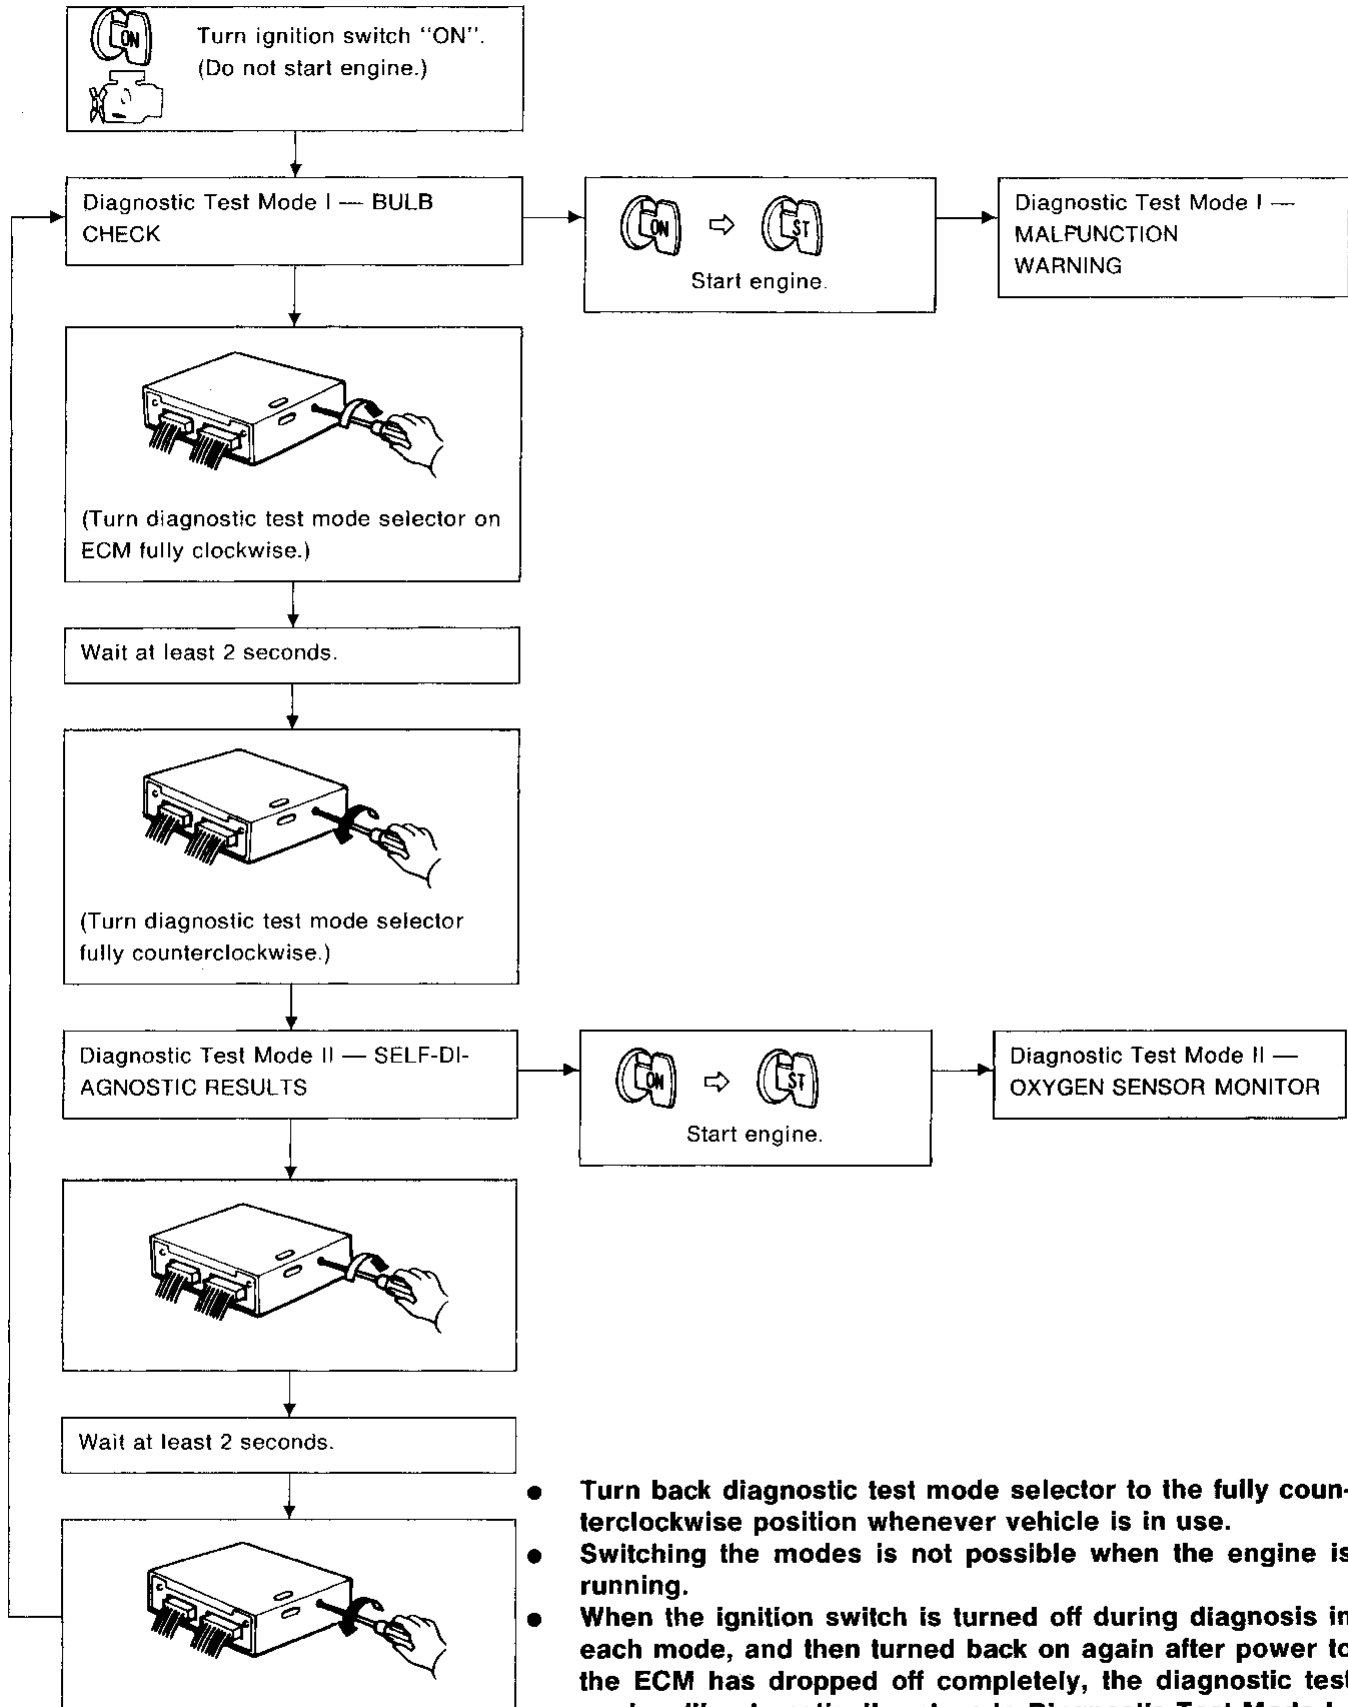 ON
Turn ignition switch "ON".
(Do not start engine.)
Diagnostic Test Mode I — BULB
CHECK
ON
ST
Start engine.
Diagnostic Test Mode I —
MALFUNCTION
WARNING
(Turn diagnostic test mode selector on
ECM fully clockwise.)
Wait at least 2 seconds.
(Turn diagnostic test mode selector
fully counterclockwise.)
Diagnostic Test Mode II — SELF-DI-
AGNOSTIC RESULTS
ON
ST
Start engine.
Diagnostic Test Mode II —
OXYGEN SENSOR MONITOR
Wait at least 2 seconds.
● Turn back diagnostic test mode selector to the fully coun-
terclockwise position whenever vehicle is in use.
● Switching the modes is not possible when the engine is
running.
● When the ignition switch is turned off during diagnosis in
each mode, and then turned back on again after power to
the ECM has dropped off completely, the diagnostic test